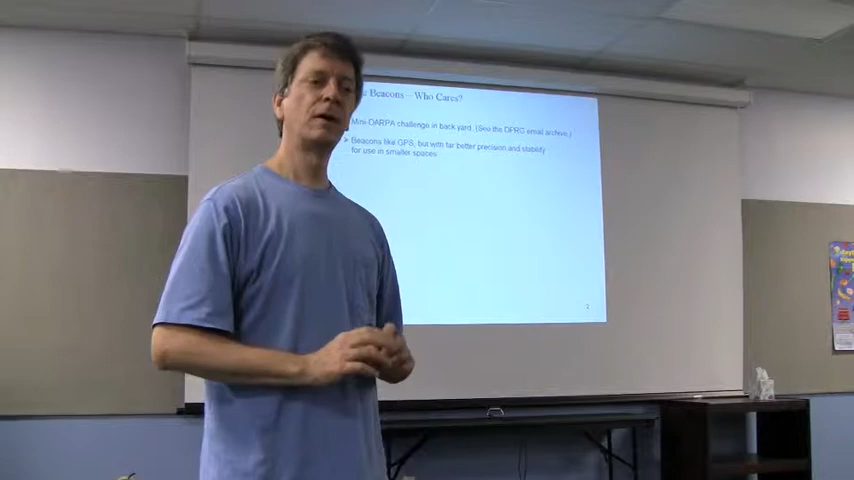 Beacons – Who Cares?
Mini-DARPA challenge in back yard. (See the DPRG email archive.)
➢ Beacons like GPS, but with far better precision and stability
for use in smaller spaces.